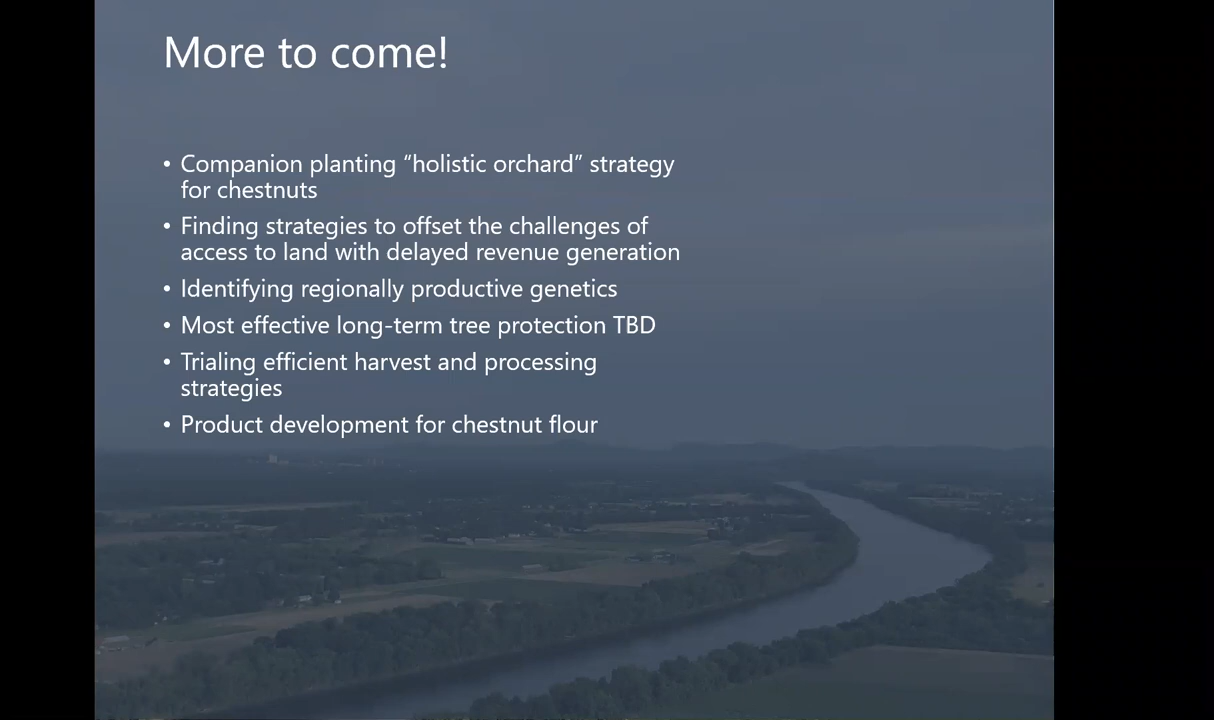 More to come!
• Companion planting “holistic orchard” strategy
for chestnuts
• Finding strategies to offset the challenges of
access to land with delayed revenue generation
• Identifying regionally productive genetics
• Most effective long-term tree protection TBD
• Trialing efficient harvest and processing
strategies
• Product development for chestnut flour